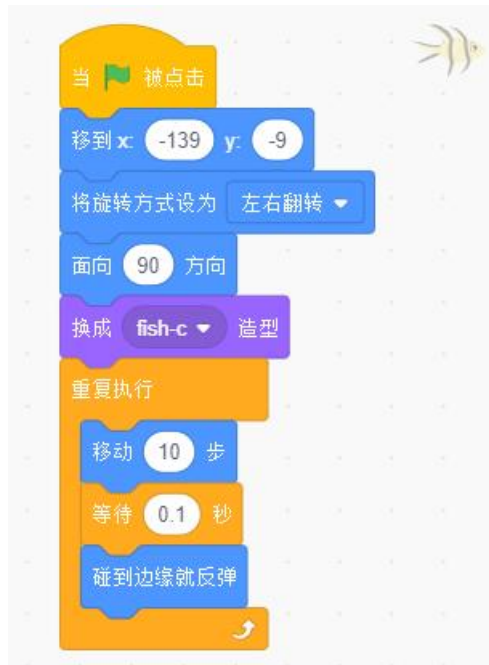 当 被点击
移到 x: -139 y: -9
将旋转方式设为 左右翻转
面向 90 方向
换成 fish-c 造型
重复执行
移动 10 步
等待 0.1 秒
碰到边缘就反弹